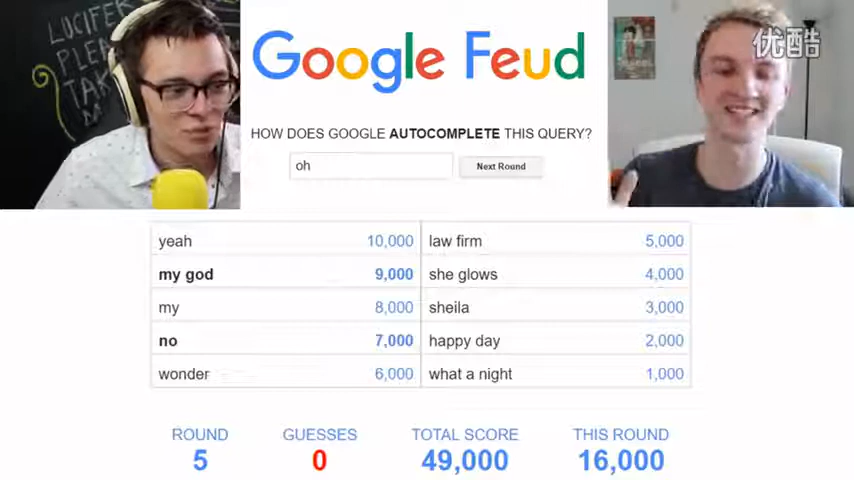 LUCIFER
PLE
TAK
优酷
Google Feud
HOW DOES GOOGLE AUTOCOMPLETE THIS QUERY?
oh
Next Round
yeah 10,000
my god 9,000
my 8,000
no 7,000
wonder 6,000
law firm 5,000
she glows 4,000
sheila 3,000
happy day 2,000
what a night 1,000
ROUND
5
GUESSES
0
TOTAL SCORE
49,000
THIS ROUND
16,000